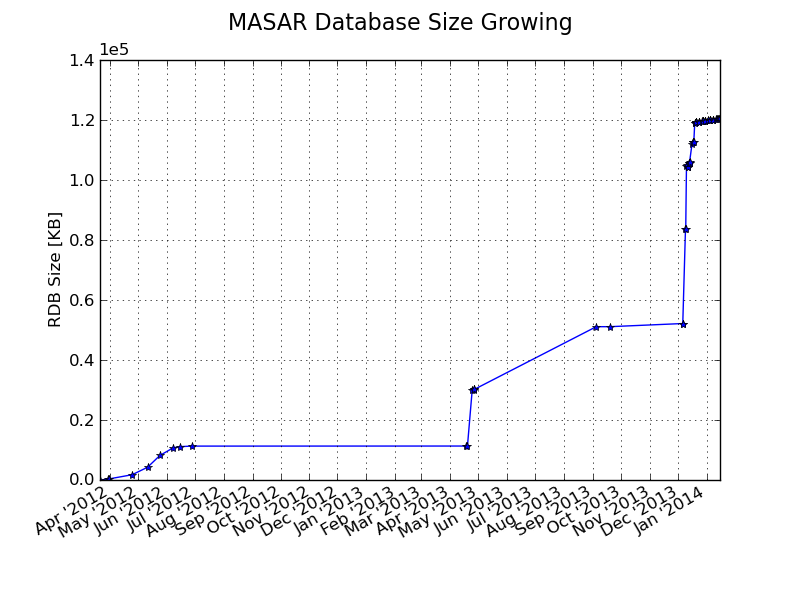 MASAR Database Size Growing
1e5
1.4
1.2
1.0
0.8
0.6
0.4
0.2
0.0
RDB Size [KB]
Apr '2012
May '2012
Jun '2012
Jul '2012
Aug '2012
Sep '2012
Oct '2012
Nov '2012
Dec '2012
Jan '2013
Feb '2013
Mar '2013
Apr '2013
May '2013
Jun '2013
Jul '2013
Aug '2013
Sep '2013
Oct '2013
Nov '2013
Dec '2013
Jan '2014